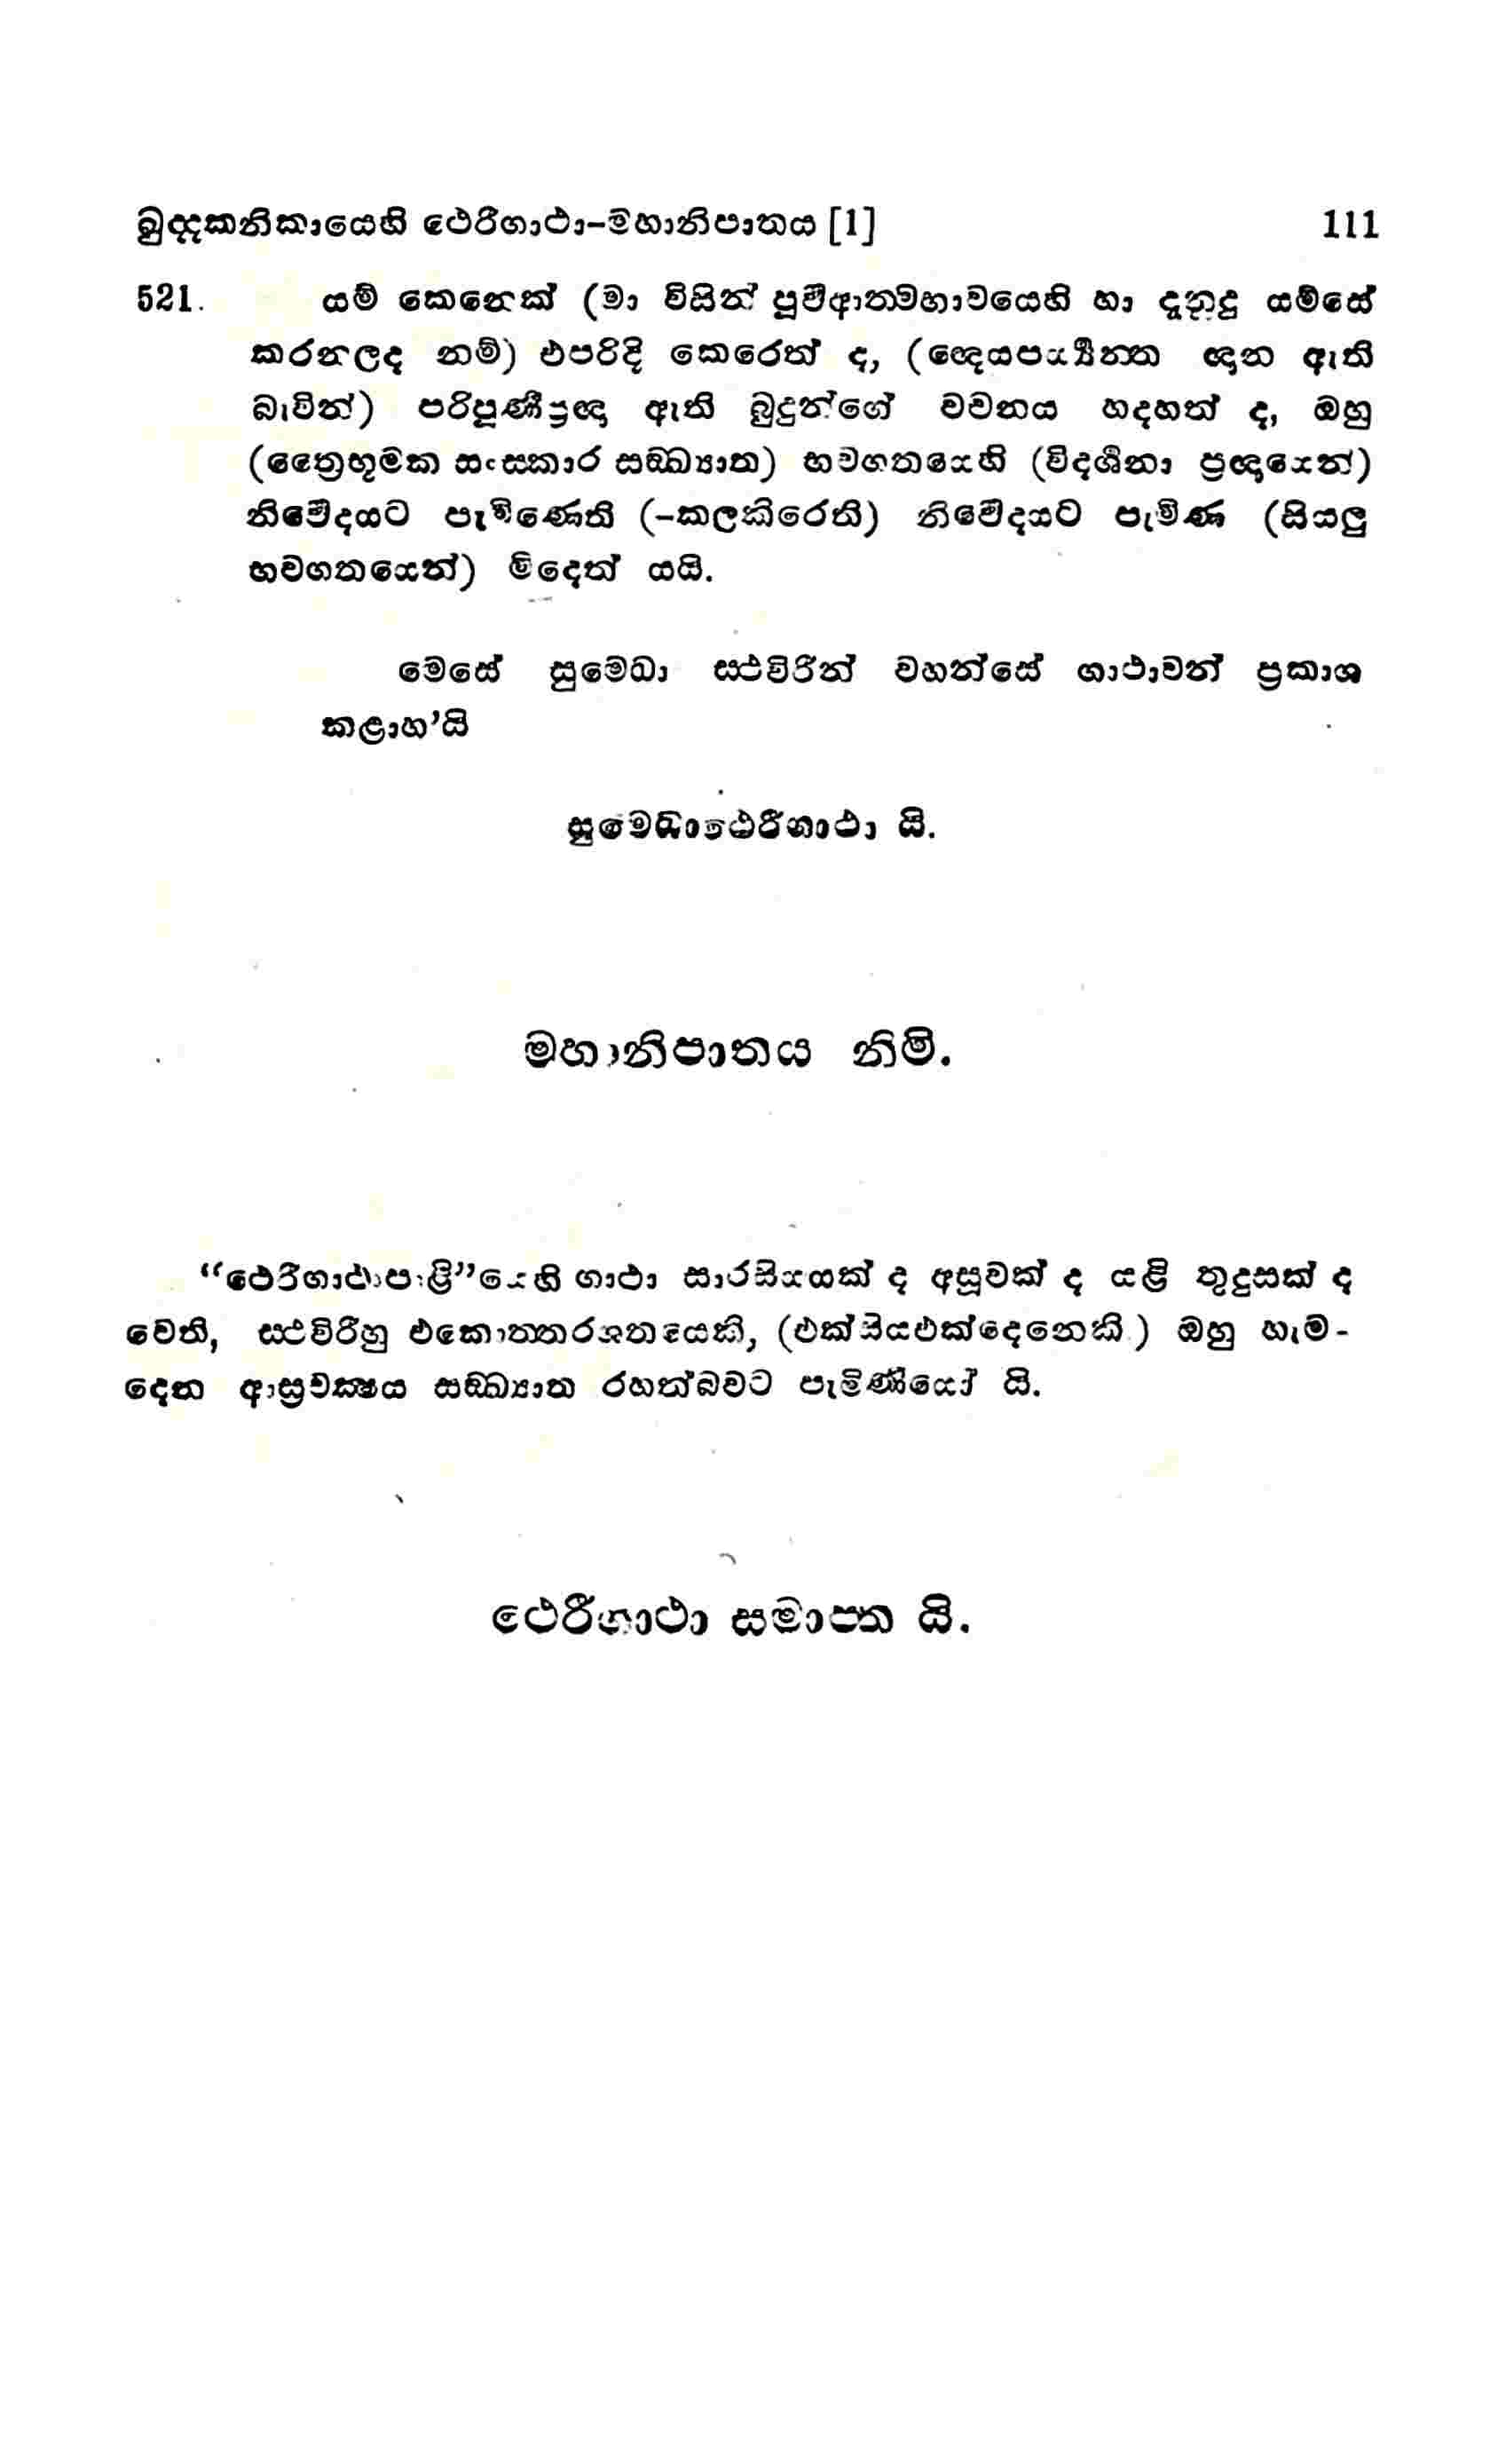 ඛුද්දකනිකායෙහි ථෙරීගාථා-මහානිපාතය [1] 111
521. යම් කෙනෙක් (මා විසින් පූර්‍වආත්මභාවයෙහි හා දැනුදු යම්සේ
කරනලද නම්) එපරිදි කෙරෙත් ද, (ඥෙයපර්‍ය්‍යන්ත ඥාන ඇති
බැවින්) පරිපූර්‍ණප්‍රඥා ඇති බුදුන්ගේ වචනය හදහත් ද, ඔහු
(ත්‍රෛභූමක සංස්කාර සඞ්ඛ්‍යාත) භවගතයෙහි (විදර්‍ශනා ප්‍රඥායෙන්)
නිර්‍වේදයට පැමිණෙති (-කලකිරෙති) නිර්‍වේදයට පැමිණ (සියලු
භවගතයෙන්) මිදෙත් යයි.
මෙසේ සුමෙධා ස්ථවිරීන් වහන්සේ ගාථාවන් ප්‍රකාශ
කළාහ’යි
සුමෙධාථෙරීගාථා යි.
මහානිපාතය නිමි.
“ථෙරීගාථාපාළි”යෙහි ගාථා සාරසියයක් ද අසූවක් ද යළි තුදුසක් ද
වෙති, ස්ථවිරීහු එකොත්තරශතයෙකි, (එක්සියඑක්දෙනෙකි) ඔහු හැම-
දෙන ආස්‍රවක්ෂය සඞ්ඛ්‍යාත රහත්බවට පැමිණියෝ යි.
ථෙරීගාථා සමාප්ත යි.